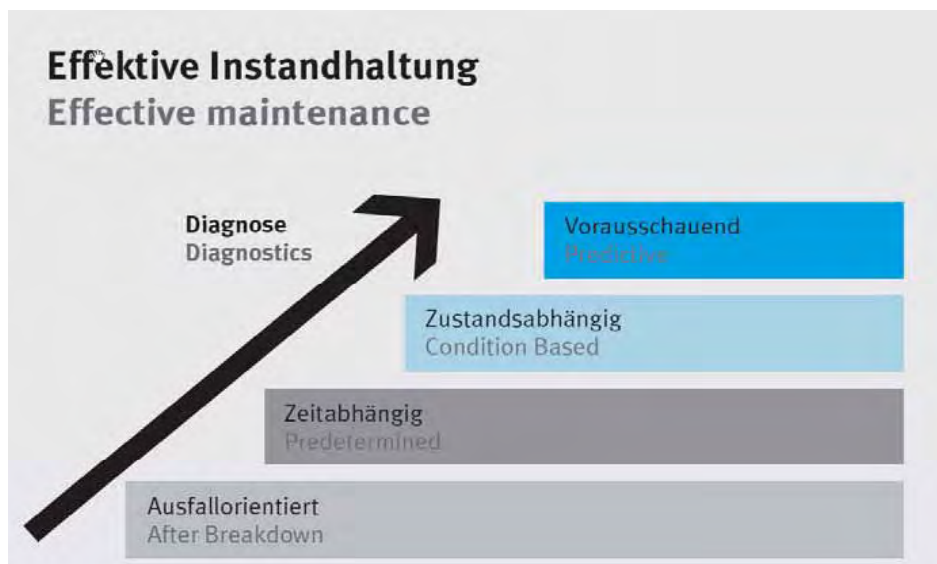 Effektive Instandhaltung
Effective maintenance
Diagnose
Diagnostics
Vorausschauend
Predictive
Zustandsabhängig
Condition Based
Zeitabhängig
Predetermined
Ausfallorientiert
After Breakdown